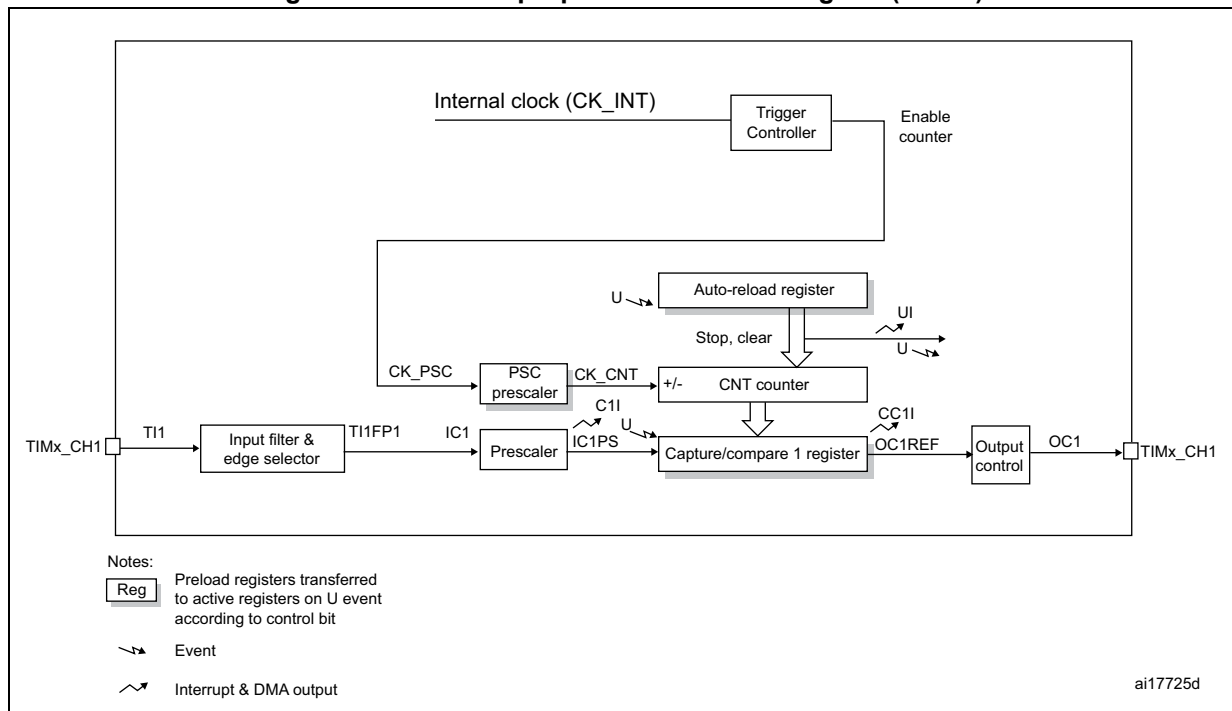 Internal clock (CK_INT)
Trigger
Controller
Enable
counter
U
Auto-reload register
UI
Stop, clear
U
CK_PSC
PSC
prescaler
CK_CNT
+/-
CNT counter
TIMx_CH1
TI1
Input filter &
edge selector
TI1FP1
IC1
Prescaler
C1I
IC1PS
U
Capture/compare 1 register
CC1I
OC1REF
Output
control
OC1
TIMx_CH1
Notes:
Reg
Preload registers transferred
to active registers on U event
according to control bit
Event
Interrupt & DMA output
ai17725d